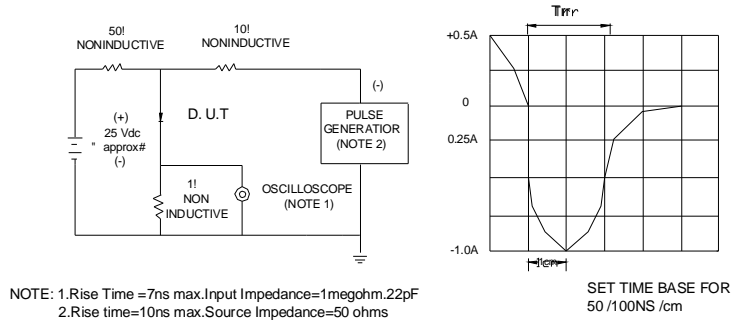 50!
NONINDUCTIVE
10!
NONINDUCTIVE
(+)
25 Vdc
" approx#
(-)
D. U.T
(-)
PULSE
GENERATIOR
(NOTE 2)
1!
NON
INDUCTIVE
OSCILLOSCOPE
(NOTE 1)
NOTE: 1.Rise Time =7ns max.Input Impedance=1megohm.22pF
2.Rise time=10ns max.Source Impedance=50 ohms
Trr
+0.5A
0
0.25A
-1.0A
1cm
SET TIME BASE FOR
50 /100NS /cm